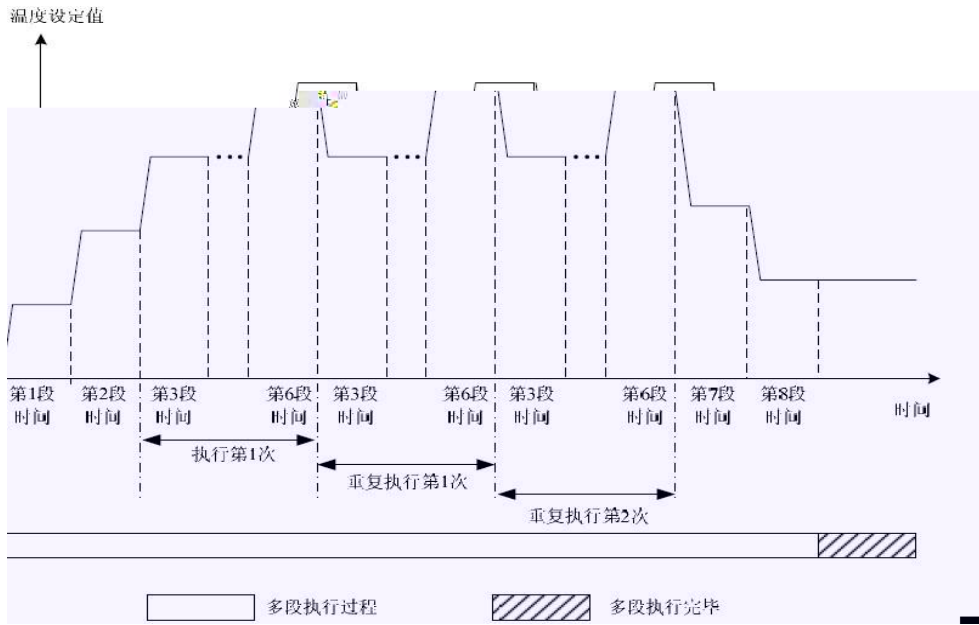 温度设定值
•••
•••
•••
第1段 第2段 第3段 第6段 第3段 第6段 第3段 第6段 第7段 第8段
时间 时间 时间 时间 时间 时间 时间 时间 时间 时间 时间
执行第1次
重复执行第1次
重复执行第2次
多段执行过程 多段执行完毕